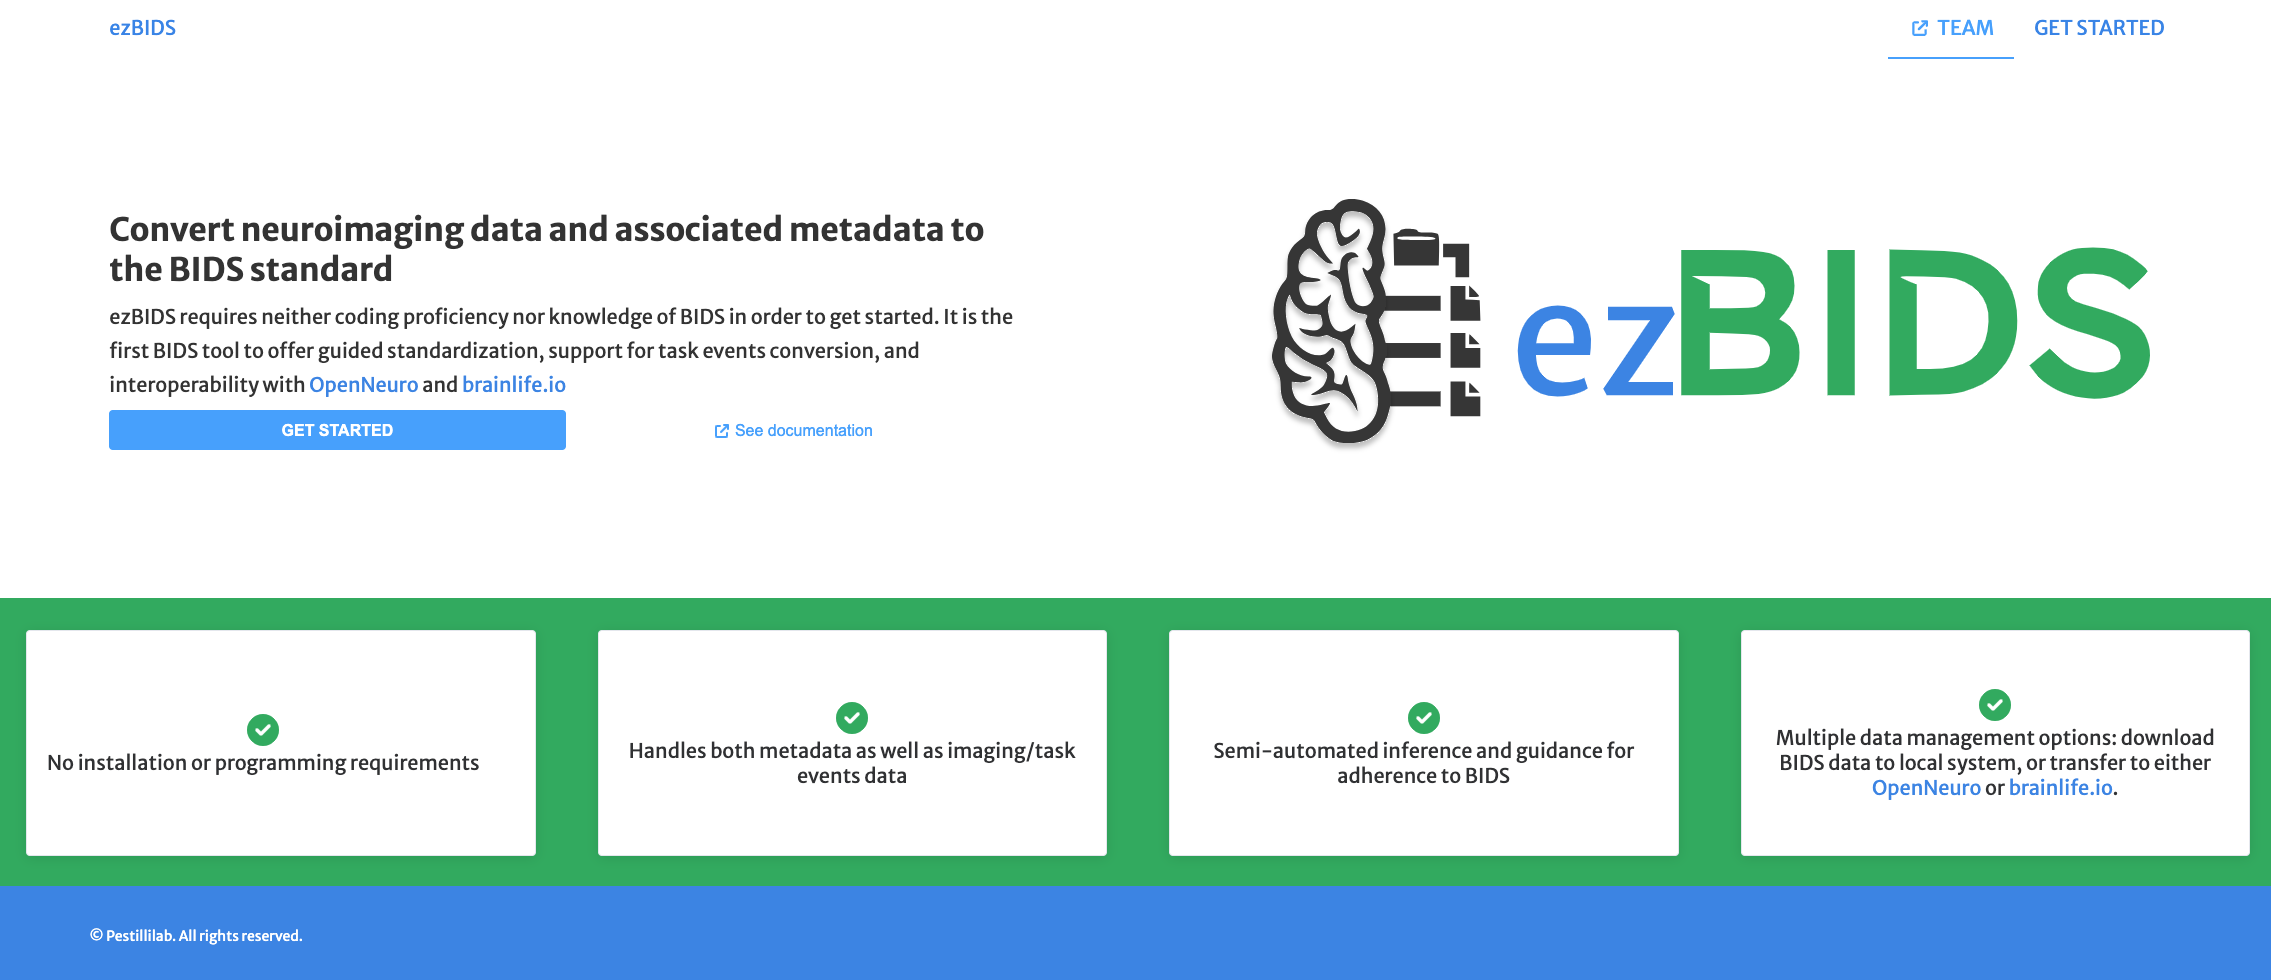 ezBIDS
TEAM
GET STARTED
Convert neuroimaging data and associated metadata to
the BIDS standard
ezBIDS requires neither coding proficiency nor knowledge of BIDS in order to get started. It is the
first BIDS tool to offer guided standardization, support for task events conversion, and
interoperability with OpenNeuro and brainlife.io
GET STARTED
See documentation
ezBIDS
No installation or programming requirements
Handles both metadata as well as imaging/task
events data
Semi-automated inference and guidance for
adherence to BIDS
Multiple data management options: download
BIDS data to local system, or transfer to either
OpenNeuro or brainlife.io.
© Pestillilab. All rights reserved.